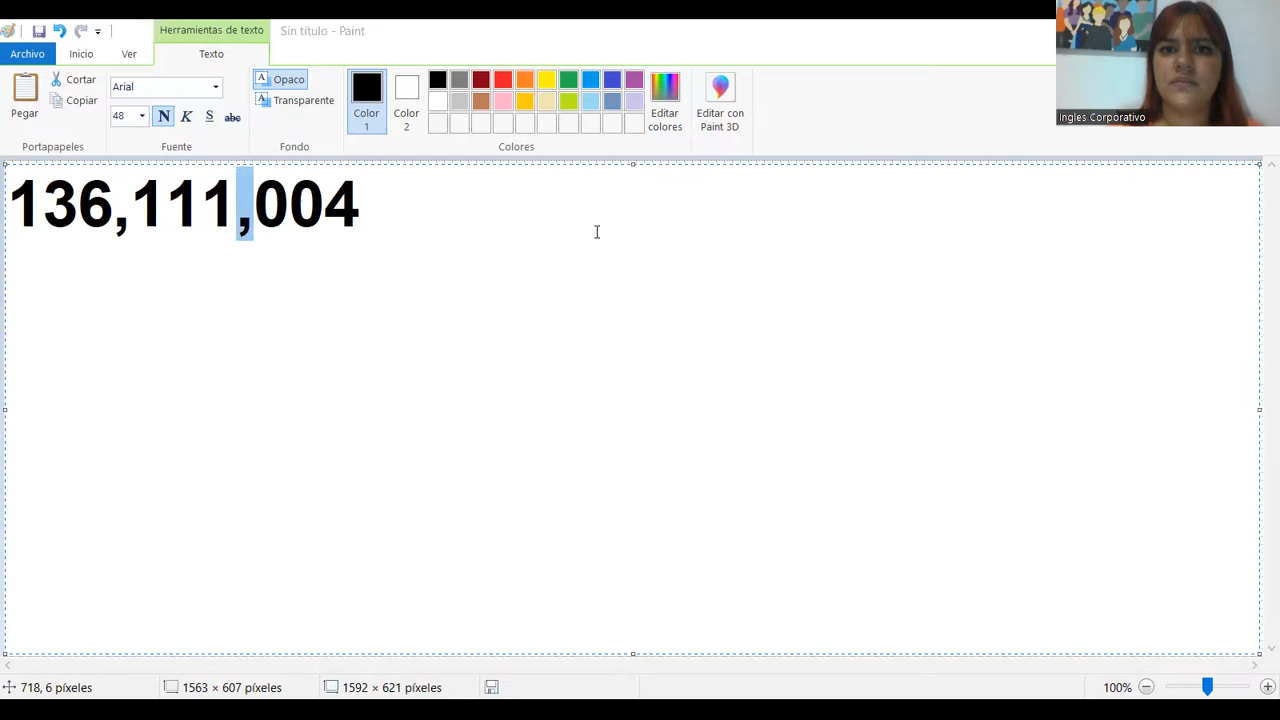 Herramientas de texto
Sin título - Paint
Archivo
Inicio
Ver
Texto
Pegar
Cortar
Copiar
Portapapeles
Arial
48
N K S abc
Fuente
Opaco
Transparente
Fondo
Color 1
Color 2
Editar colores
Colores
Editar con Paint 3D
Ingles Corporativo
136,111,004
718, 6 píxeles
1563 × 607 píxeles
1592 × 621 píxeles
100%